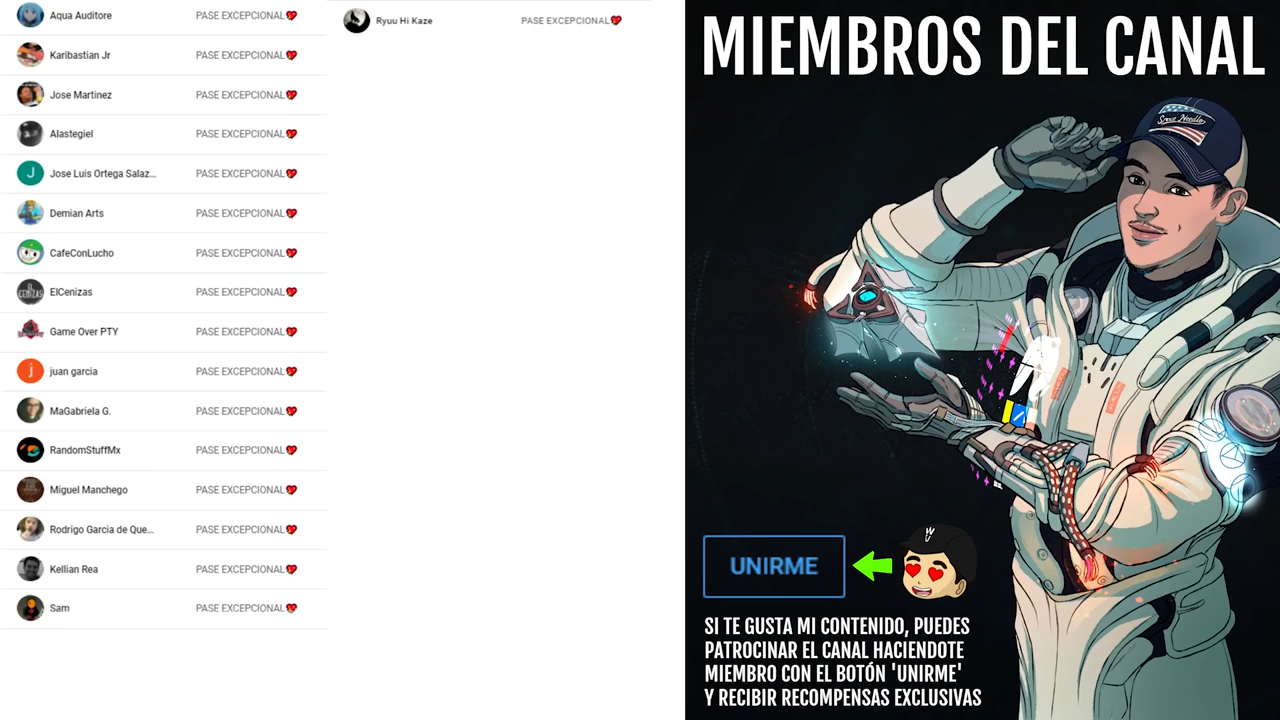 Aqua Auditore PASE EXCEPCIONAL
Karibastian Jr PASE EXCEPCIONAL
Jose Martinez PASE EXCEPCIONAL
Alastegiel PASE EXCEPCIONAL
J Jose Luis Ortega Salaz... PASE EXCEPCIONAL
Demian Arts PASE EXCEPCIONAL
CafeConLucho PASE EXCEPCIONAL
ElCenizas PASE EXCEPCIONAL
Game Over PTY PASE EXCEPCIONAL
j juan garcia PASE EXCEPCIONAL
MaGabriela G. PASE EXCEPCIONAL
RandomStuffMx PASE EXCEPCIONAL
Miguel Manchego PASE EXCEPCIONAL
Rodrigo Garcia de Que... PASE EXCEPCIONAL
Kellian Rea PASE EXCEPCIONAL
Sam PASE EXCEPCIONAL
Ryuu Hi Kaze PASE EXCEPCIONAL
MIEMBROS DEL CANAL
Space Needle
UNIRME
SI TE GUSTA MI CONTENIDO, PUEDES
PATROCINAR EL CANAL HACIENDOTE
MIEMBRO CON EL BOTÓN 'UNIRME'
Y RECIBIR RECOMPENSAS EXCLUSIVAS